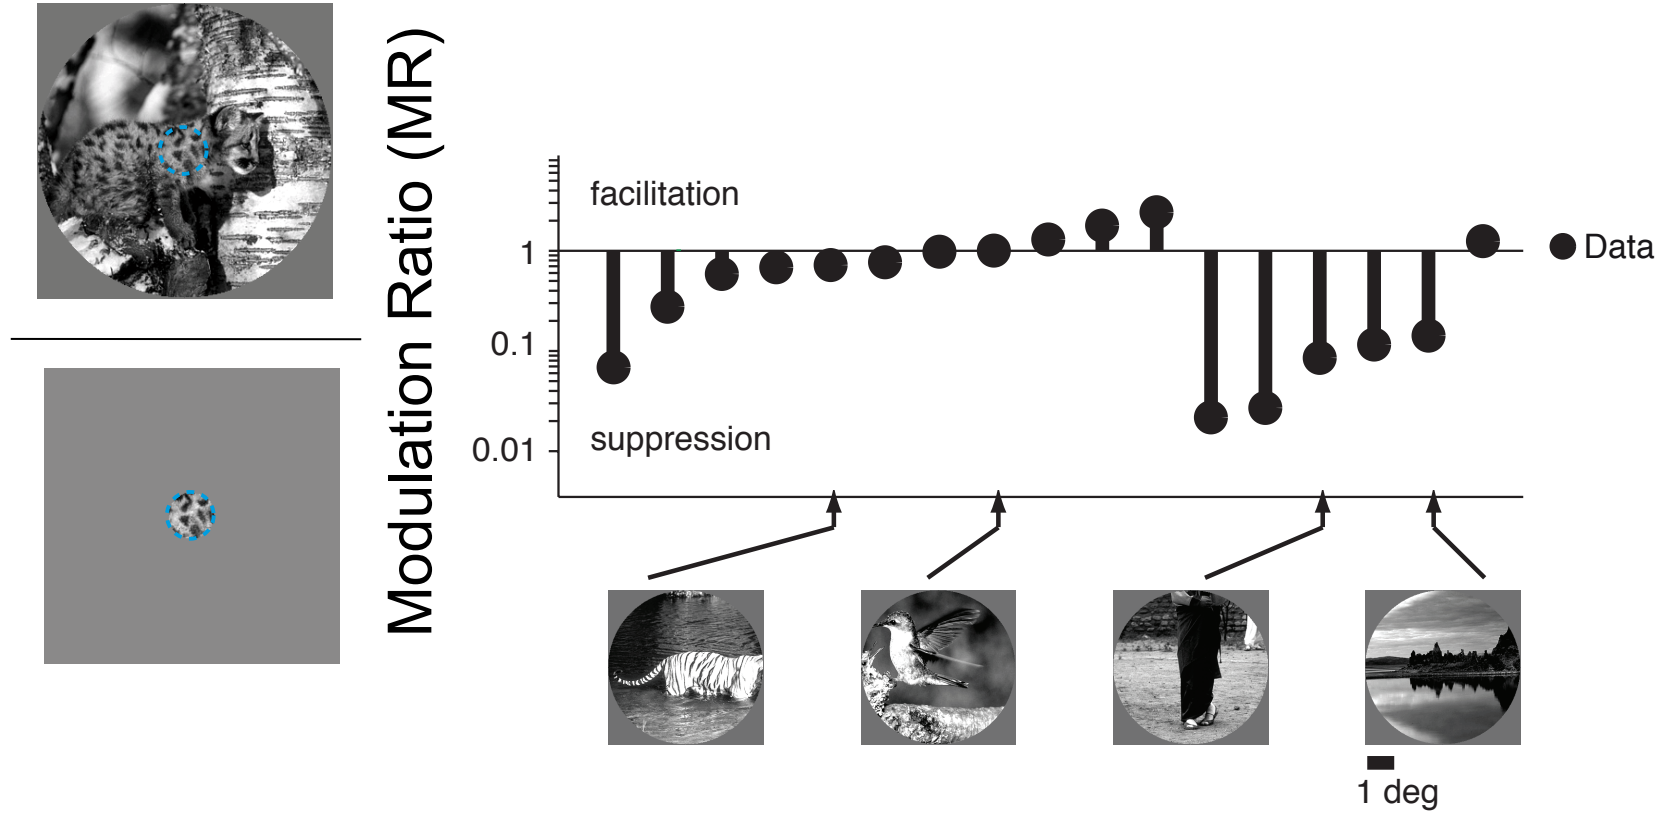 Modulation Ratio (MR)
facilitation
1
Data
0.1
suppression
0.01
1 deg